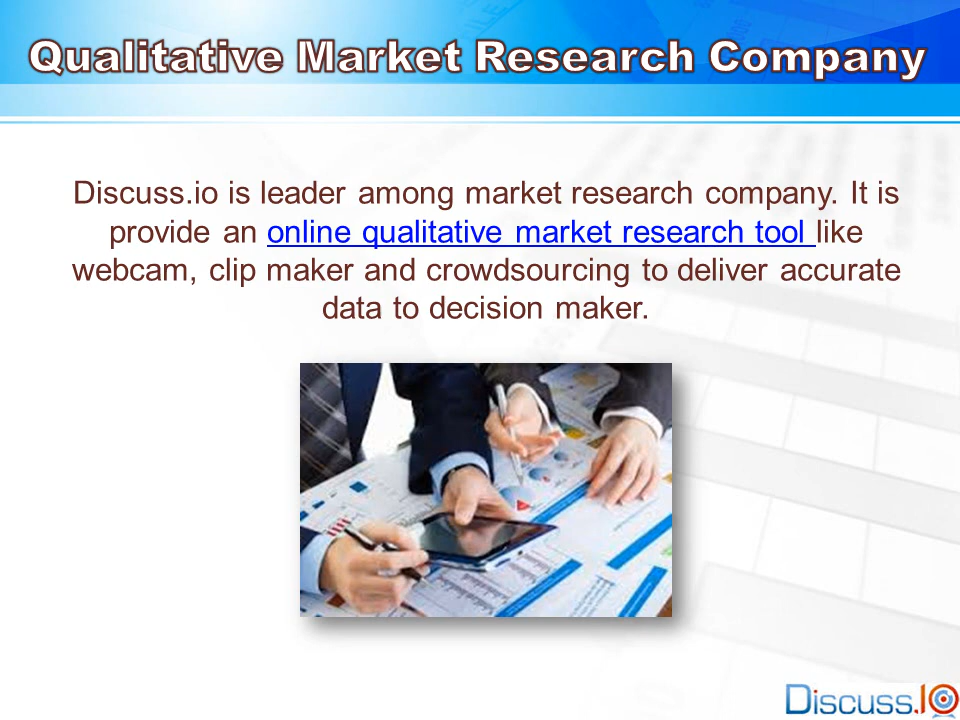 Qualitative Market Research Company
Discuss.io is leader among market research company. It is
provide an online qualitative market research tool like
webcam, clip maker and crowdsourcing to deliver accurate
data to decision maker.
Discuss.IO